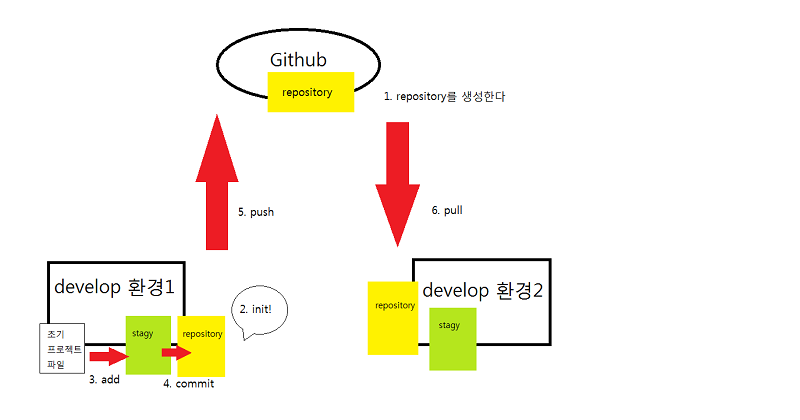 Github
repository
1. repository를 생성한다
5. push
6. pull
develop 환경1
2. init!
초기
프로젝트
파일
stagy
repository
3. add
4. commit
develop 환경2
repository
stagy